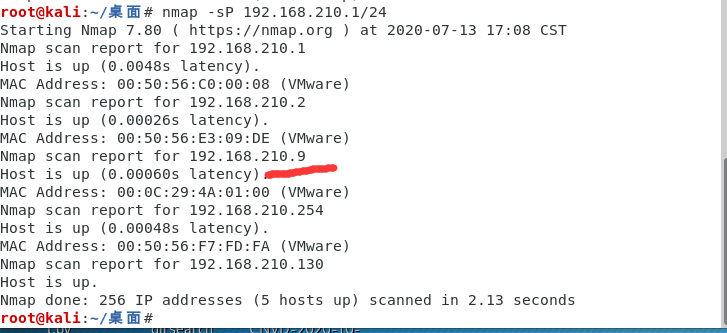 root@kali:~/桌面# nmap -sP 192.168.210.1/24
Starting Nmap 7.80 ( https://nmap.org ) at 2020-07-13 17:08 CST
Nmap scan report for 192.168.210.1
Host is up (0.0048s latency).
MAC Address: 00:50:56:C0:00:08 (VMware)
Nmap scan report for 192.168.210.2
Host is up (0.00026s latency).
MAC Address: 00:50:56:E3:09:DE (VMware)
Nmap scan report for 192.168.210.9
Host is up (0.00060s latency).
MAC Address: 00:0C:29:4A:01:00 (VMware)
Nmap scan report for 192.168.210.254
Host is up (0.00048s latency).
MAC Address: 00:50:56:F7:FD:FA (VMware)
Nmap scan report for 192.168.210.130
Host is up.
Nmap done: 256 IP addresses (5 hosts up) scanned in 2.13 seconds
root@kali:~/桌面#